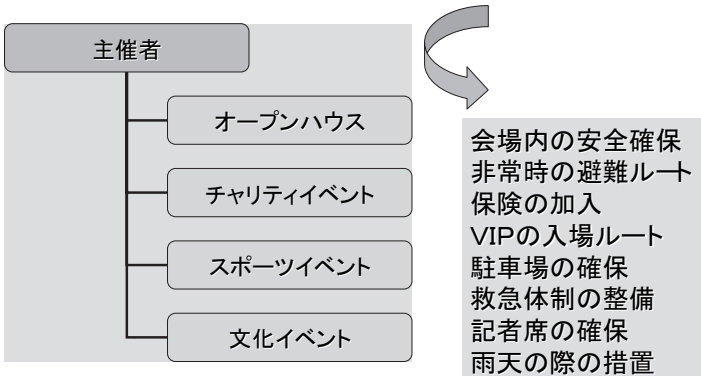 主催者
オープンハウス
チャリティイベント
スポーツイベント
文化イベント
会場内の安全確保
非常時の避難ルート
保険の加入
VIPの入場ルート
駐車場の確保
救急体制の整備
記者席の確保
雨天の際の措置